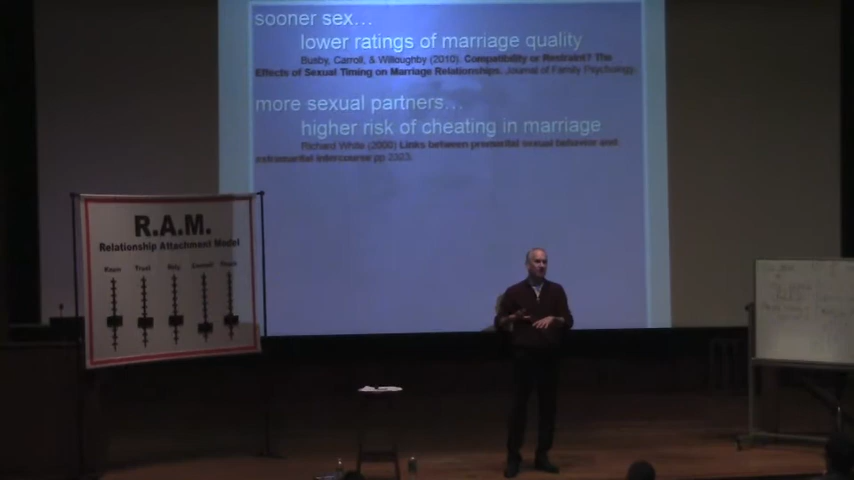 sooner sex...
lower ratings of marriage quality
Busby, Carroll, & Willoughby (2010). Compatibility or Restraint? The
Effects of Sexual Timing on Marriage Relationships. Journal of Family Psychology.
more sexual partners...
higher risk of cheating in marriage
Richard White (2000) Links between premarital sexual behavior and
extramarital intercourse pp 2323.
R.A.M.
Relationship Attachment Model
Know Trust Rely Commit Touch